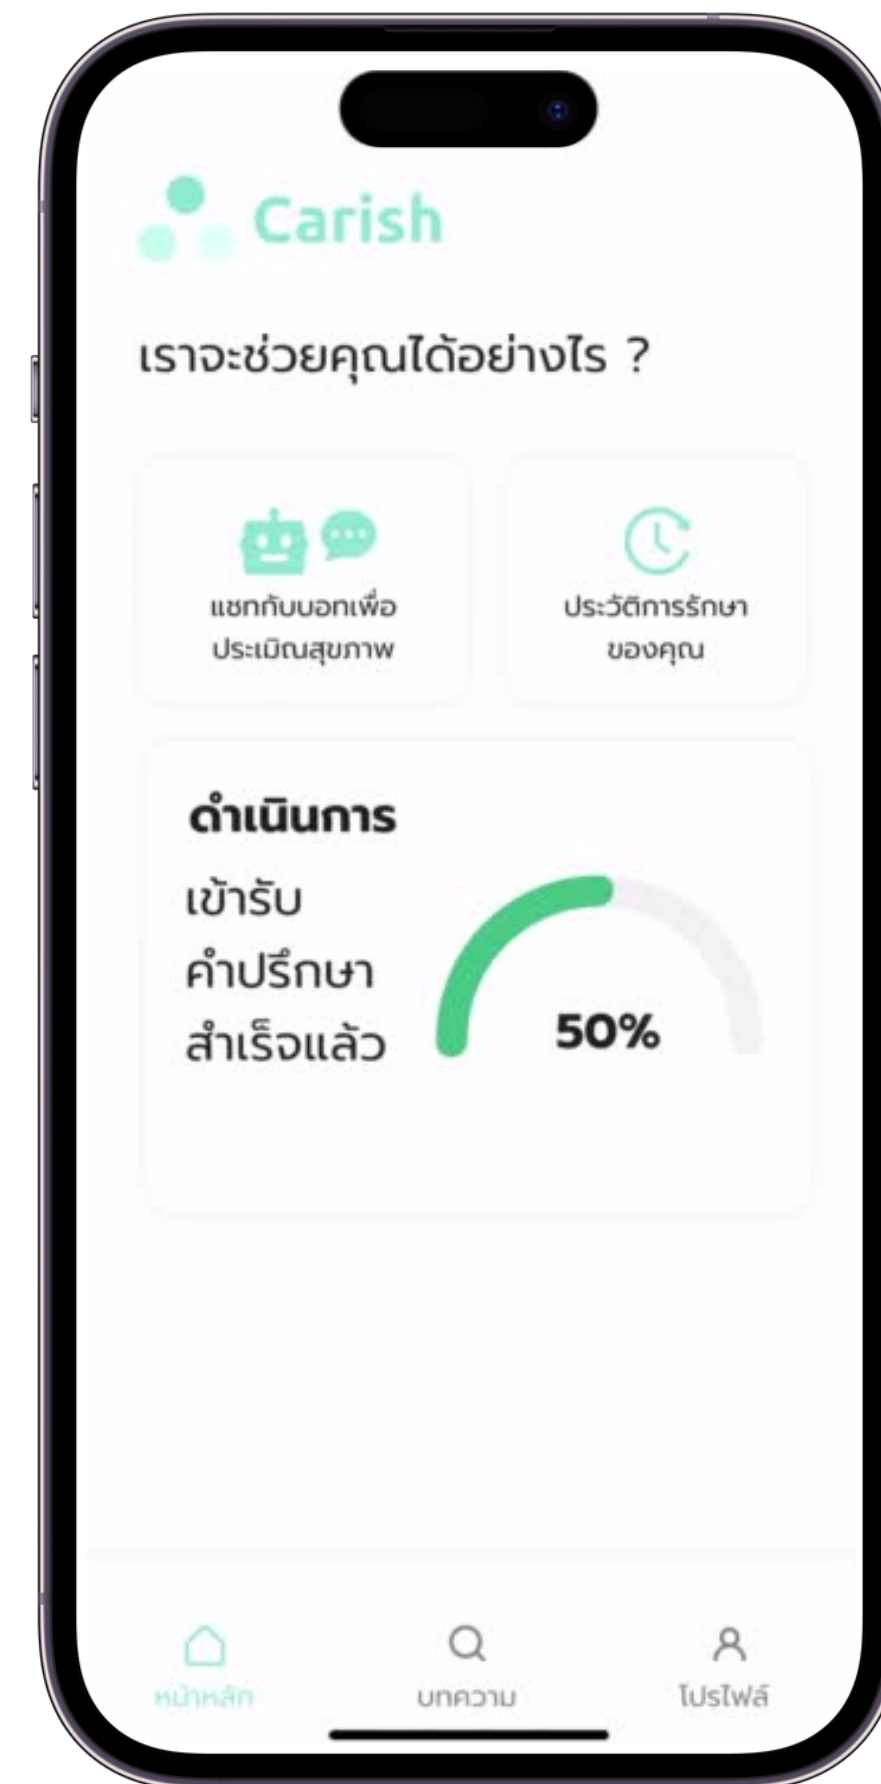 Carish
เราจะช่วยคุณได้อย่างไร ?
แชทกับบอทเพื่อ
ประเมิณสุขภาพ
ประวัติการรักษา
ของคุณ
ดำเนินการ
เข้ารับ
คำปรึกษา
สำเร็จแล้ว
50%
หน้าหลัก
บทความ
โปรไฟล์